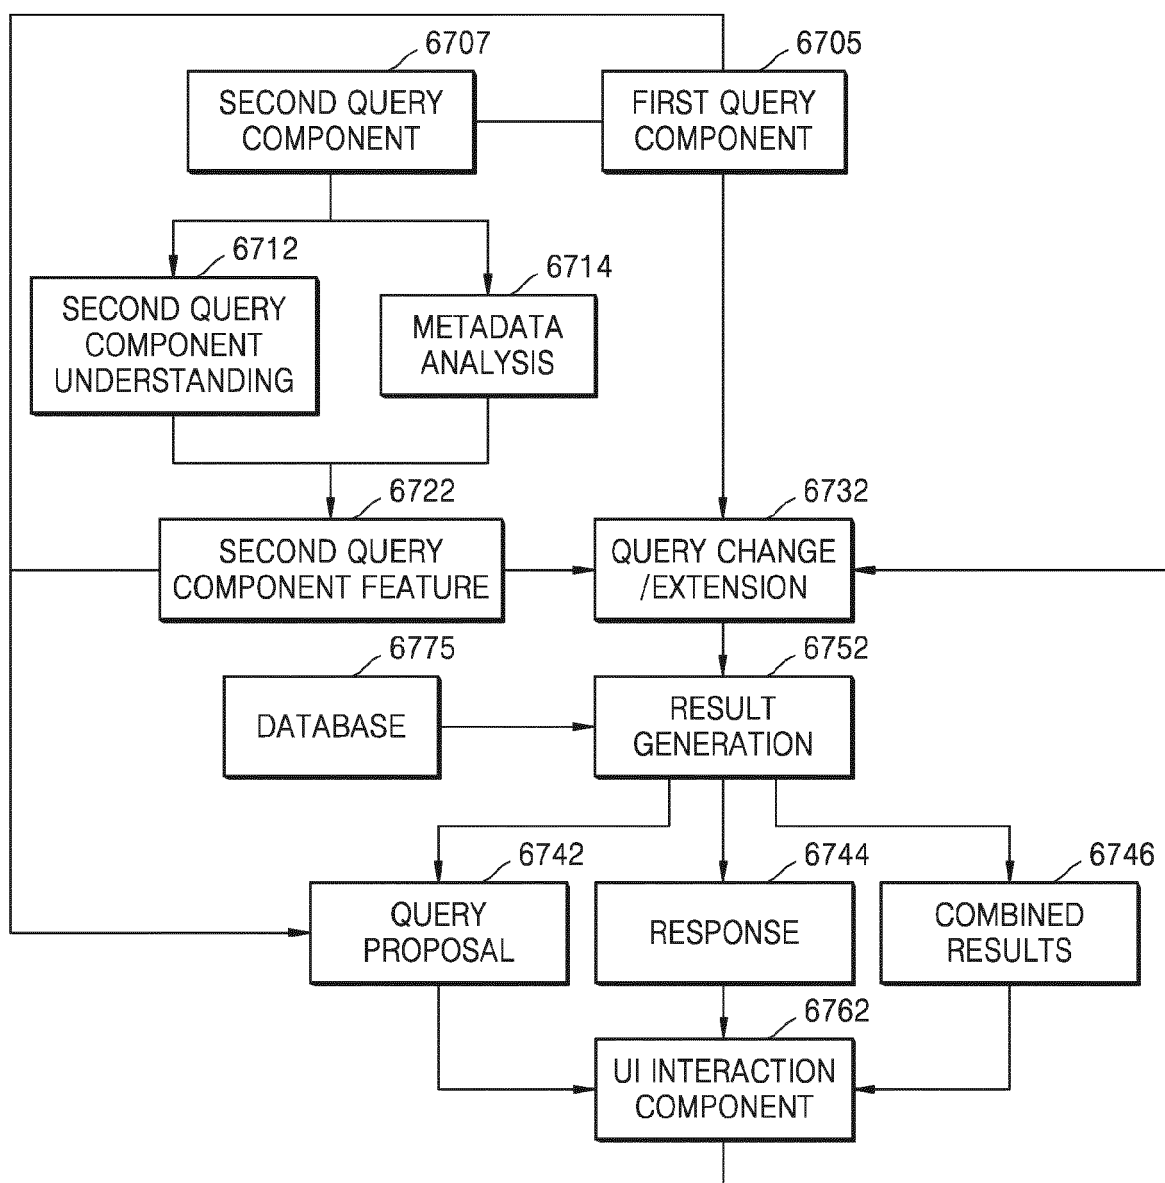 6707
SECOND QUERY
COMPONENT
6705
FIRST QUERY
COMPONENT
6712
SECOND QUERY
COMPONENT
UNDERSTANDING
6714
METADATA
ANALYSIS
6722
SECOND QUERY
COMPONENT FEATURE
6732
QUERY CHANGE
/EXTENSION
6775
DATABASE
6752
RESULT
GENERATION
6742
QUERY
PROPOSAL
6744
RESPONSE
6746
COMBINED
RESULTS
6762
UI INTERACTION
COMPONENT